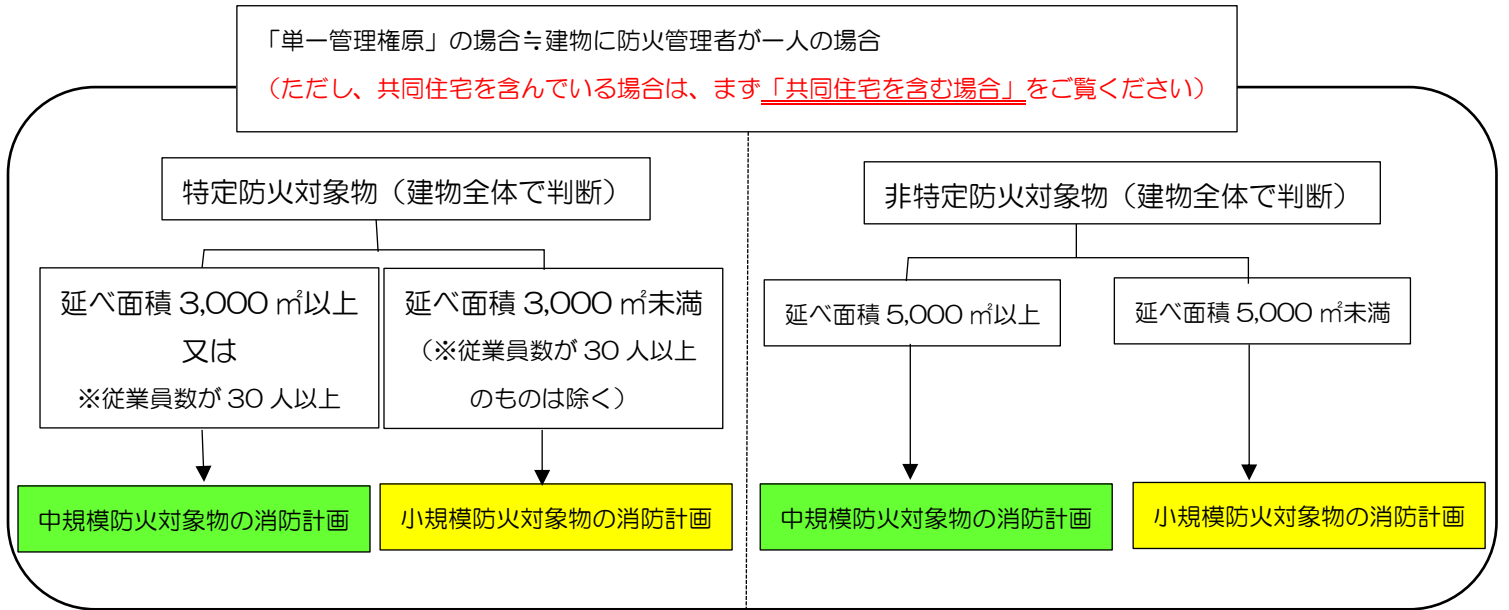 「単一管理権原」の場合≒建物に防火管理者が一人の場合
（ただし、共同住宅を含んでいる場合は、まず「共同住宅を含む場合」をご覧ください）
特定防火対象物（建物全体で判断）
延べ面積 3,000 ㎡以上
又は
※従業員数が 30 人以上
延べ面積 3,000 ㎡未満
（※従業員数が 30 人以上
のものは除く）
中規模防火対象物の消防計画
小規模防火対象物の消防計画
非特定防火対象物（建物全体で判断）
延べ面積 5,000 ㎡以上
延べ面積 5,000 ㎡未満
中規模防火対象物の消防計画
小規模防火対象物の消防計画